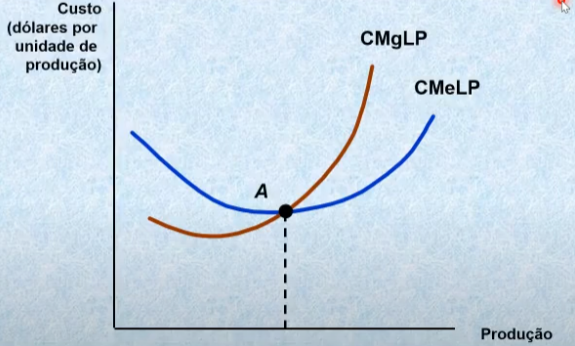 Custo
(dólares por
unidade de
produção)
CMgLP
CMeLP
A
Produção